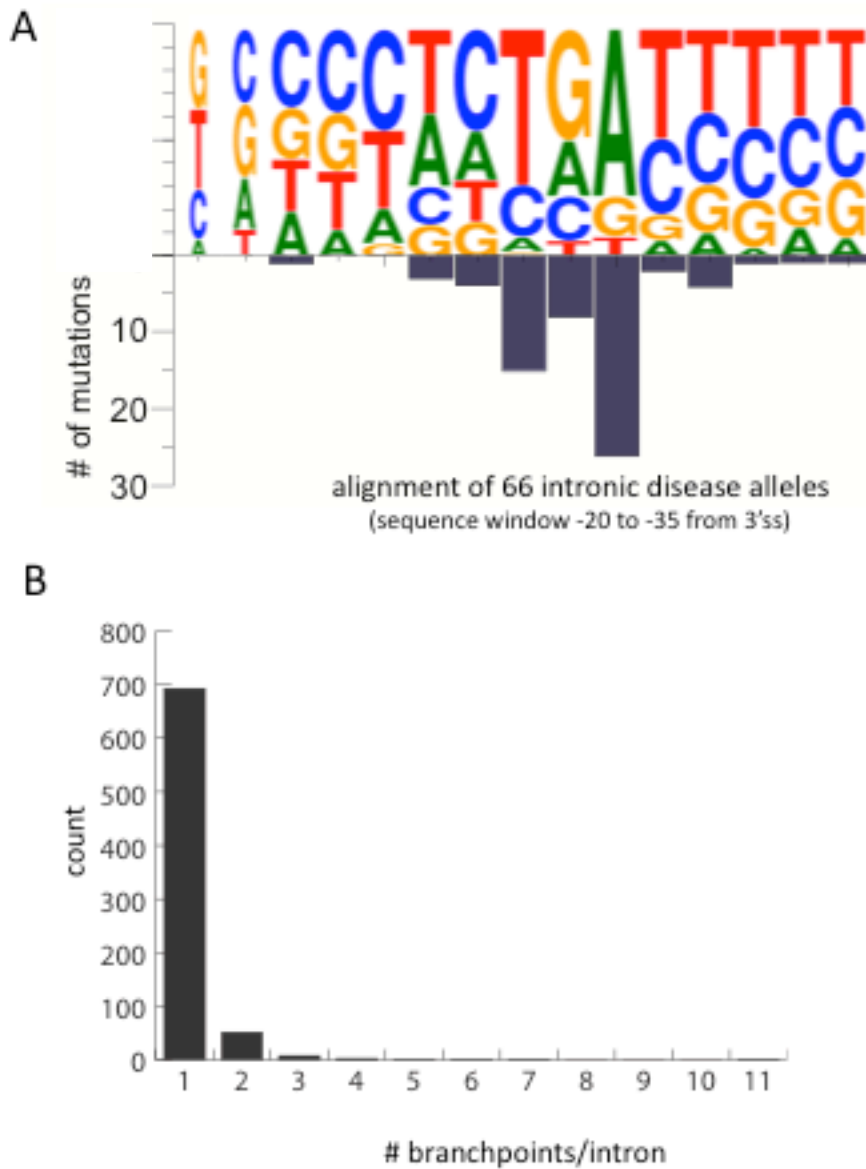 A
G C C C C T C T G A T T T T T
T G G G T A A C A G C C C C C
C A T T A C T A C T G G G G G
A T A A G G G T A A A A A
# of mutations
10
20
30
alignment of 66 intronic disease alleles
(sequence window -20 to -35 from 3'ss)
B
count
800
700
600
500
400
300
200
100
0
1 2 3 4 5 6 7 8 9 10 11
# branchpoints/intron